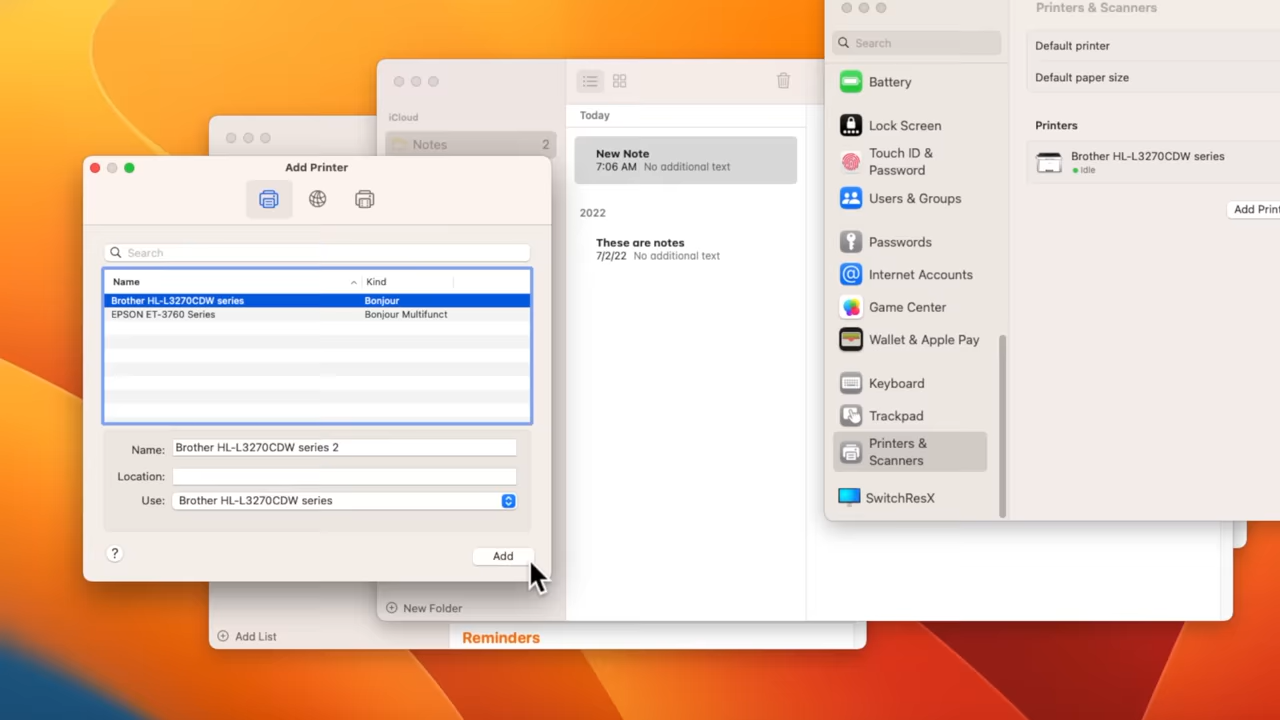 Add Printer
Search
Name
Kind
Brother HL-L3270CDW series
Bonjour
EPSON ET-3760 Series
Bonjour Multifunct
Name:
Brother HL-L3270CDW series 2
Location:
Use:
Brother HL-L3270CDW series
?
Add
Add List
Reminders
iCloud
Notes
2
New Folder
Today
New Note
7:06 AM No additional text
2022
These are notes
7/2/22 No additional text
Search
Battery
Lock Screen
Touch ID &
Password
Users & Groups
Passwords
Internet Accounts
Game Center
Wallet & Apple Pay
Keyboard
Trackpad
Printers &
Scanners
SwitchResX
Printers & Scanners
Default printer
Default paper size
Printers
Brother HL-L3270CDW series
Idle
Add Print